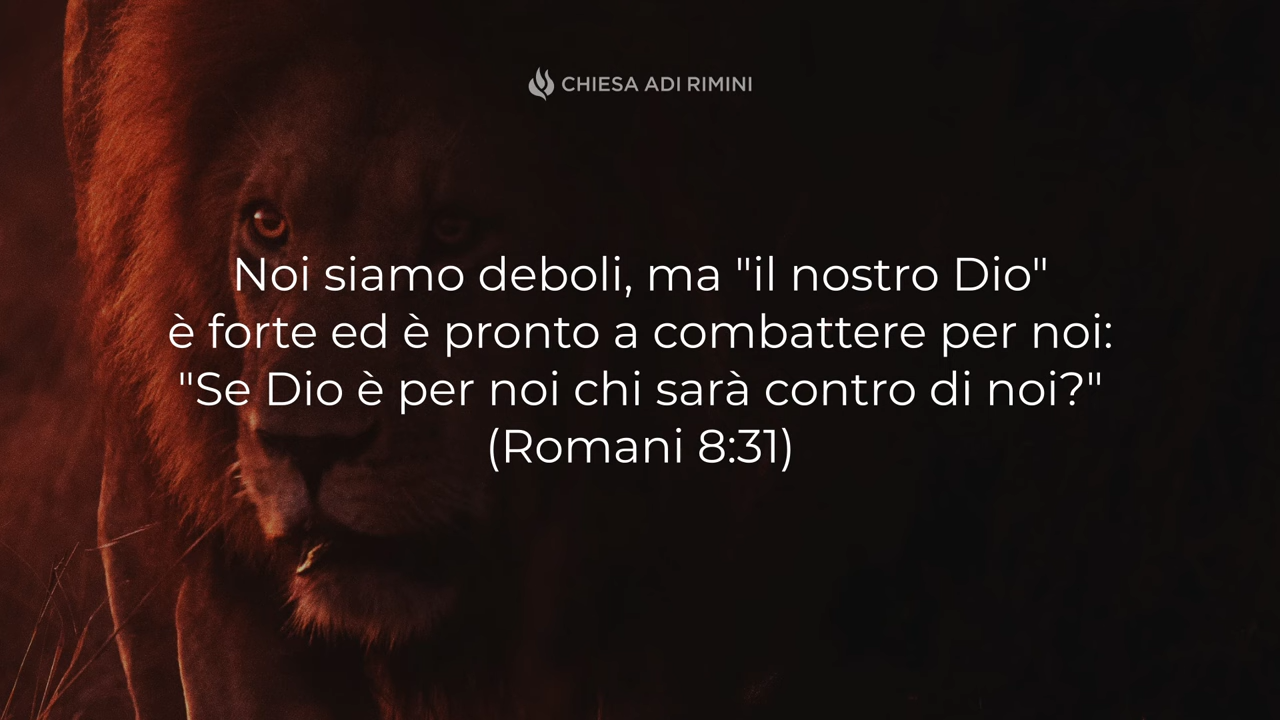 CHIESA ADI RIMINI
Noi siamo deboli, ma "il nostro Dio"
è forte ed è pronto a combattere per noi:
"Se Dio è per noi chi sarà contro di noi?"
(Romani 8:31)